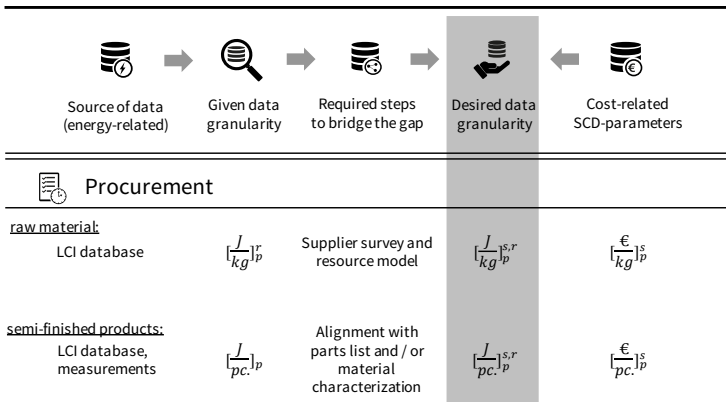 Source of data
(energy-related)
Given data
granularity
Required steps
to bridge the gap
Desired data
granularity
Cost-related
SCD-parameters
€
Procurement
raw material:
LCI database
[J/kg]_p^r
Supplier survey and
resource model
[J/kg]_p^{s,r}
[€/kg]_p^s
semi-finished products:
LCI database,
measurements
[J/pc.]_p
Alignment with
parts list and / or
material
characterization
[J/pc.]_p^{s,r}
[€/pc.]_p^s